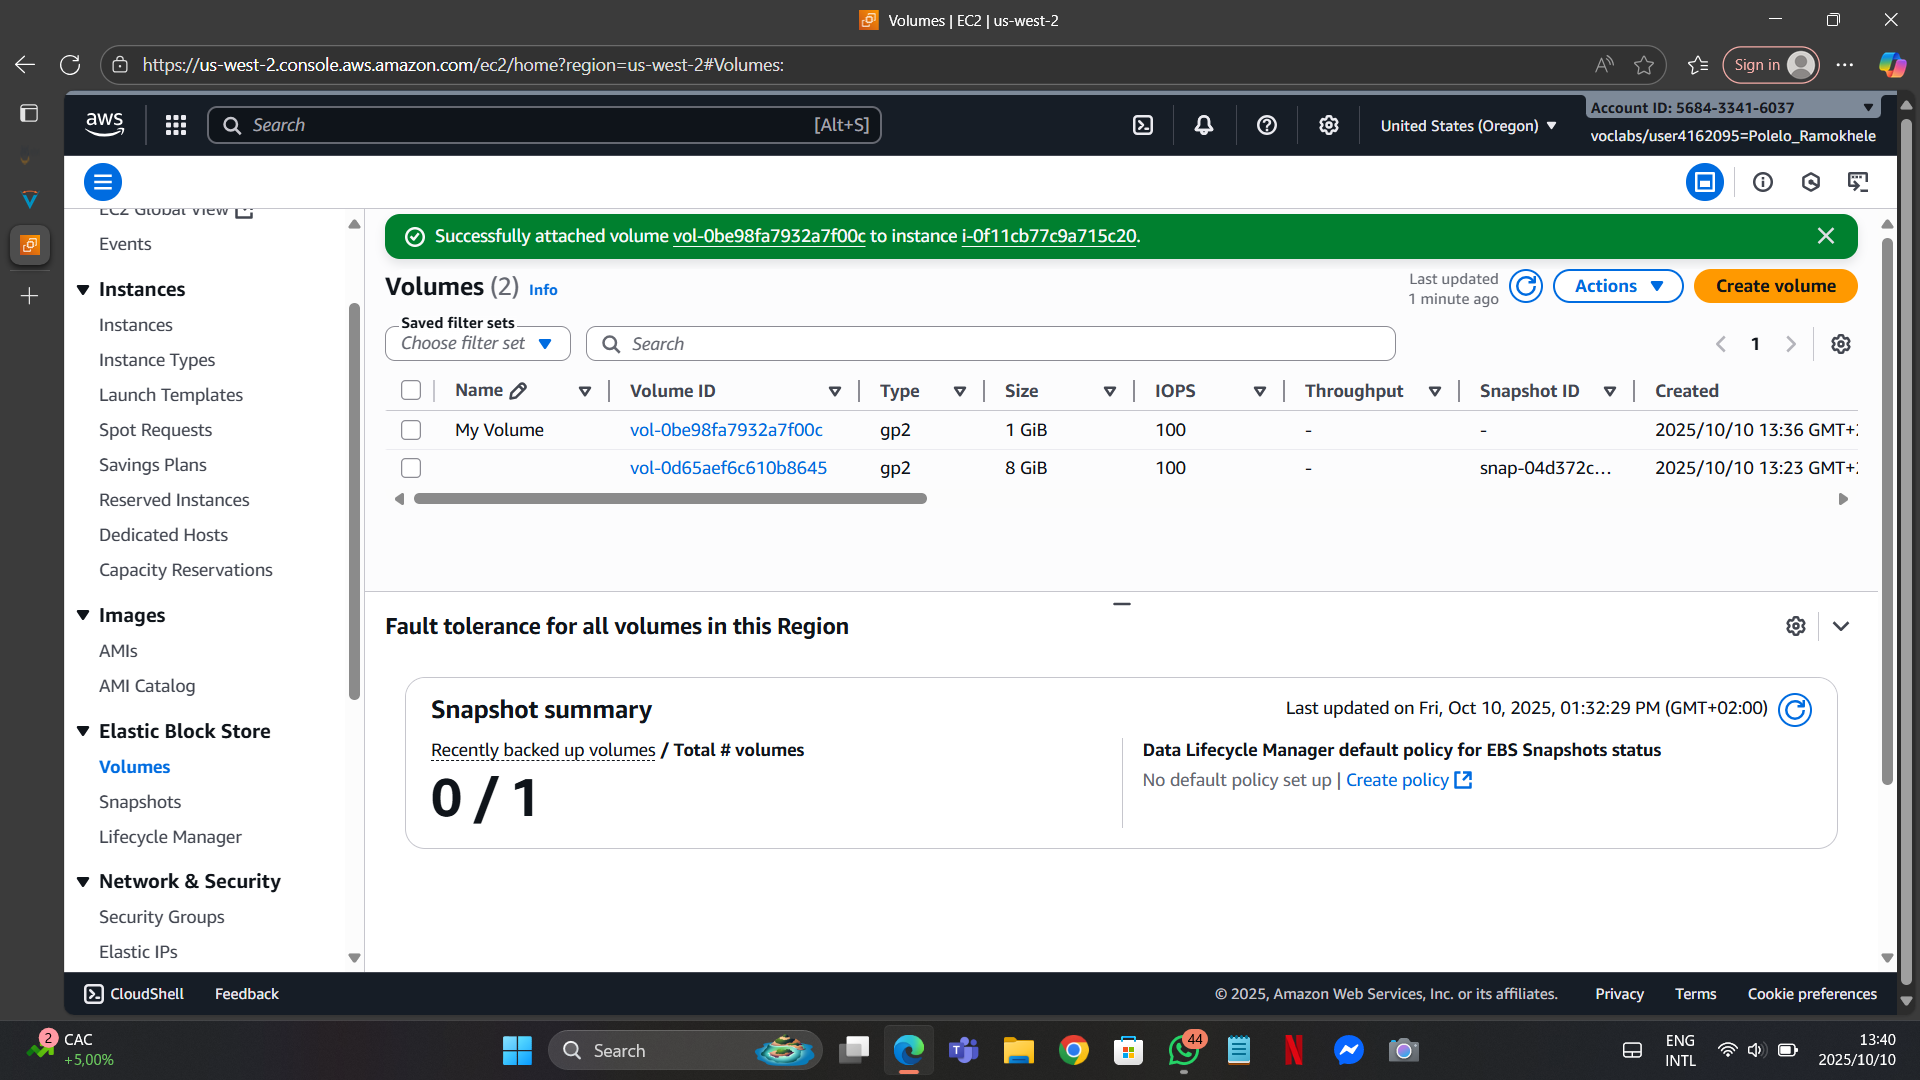 Volumes | EC2 | us-west-2
https://us-west-2.console.aws.amazon.com/ec2/home?region=us-west-2#Volumes:
Sign in
aws
Search
[Alt+S]
United States (Oregon)
Account ID: 5684-3341-6037
voclabs/user4162095=Polelo_Ramokhele
EC2 Global View
Events
Instances
Instances
Instance Types
Launch Templates
Spot Requests
Savings Plans
Reserved Instances
Dedicated Hosts
Capacity Reservations
Images
AMIs
AMI Catalog
Elastic Block Store
Volumes
Snapshots
Lifecycle Manager
Network & Security
Security Groups
Elastic IPs
Successfully attached volume vol-0be98fa7932a7f00c to instance i-0f11cb77c9a715c20.
Volumes (2) Info
Last updated
1 minute ago
Actions
Create volume
Saved filter sets
Choose filter set
Search
1
Name Volume ID Type Size IOPS Throughput Snapshot ID Created
My Volume vol-0be98fa7932a7f00c gp2 1 GiB 100 - - 2025/10/10 13:36 GMT+2
vol-0d65aef6c610b8645 gp2 8 GiB 100 - snap-04d372c... 2025/10/10 13:23 GMT+2
Fault tolerance for all volumes in this Region
Snapshot summary
Last updated on Fri, Oct 10, 2025, 01:32:29 PM (GMT+02:00)
Recently backed up volumes / Total # volumes
0 / 1
Data Lifecycle Manager default policy for EBS Snapshots status
No default policy set up | Create policy
CloudShell
Feedback
© 2025, Amazon Web Services, Inc. or its affiliates.
Privacy
Terms
Cookie preferences
2
CAC
+5,00%
Search
44
ENG
INTL
13:40
2025/10/10